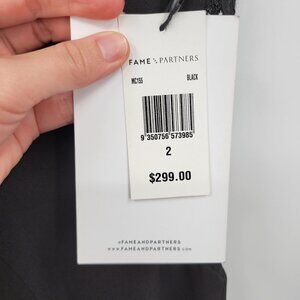 FAME & PARTNERS
MC155 BLACK
9 350756 573985
2
$299.00
#FAMEANDPARTNERS
WWW.FAMEANDPARTNERS.COM